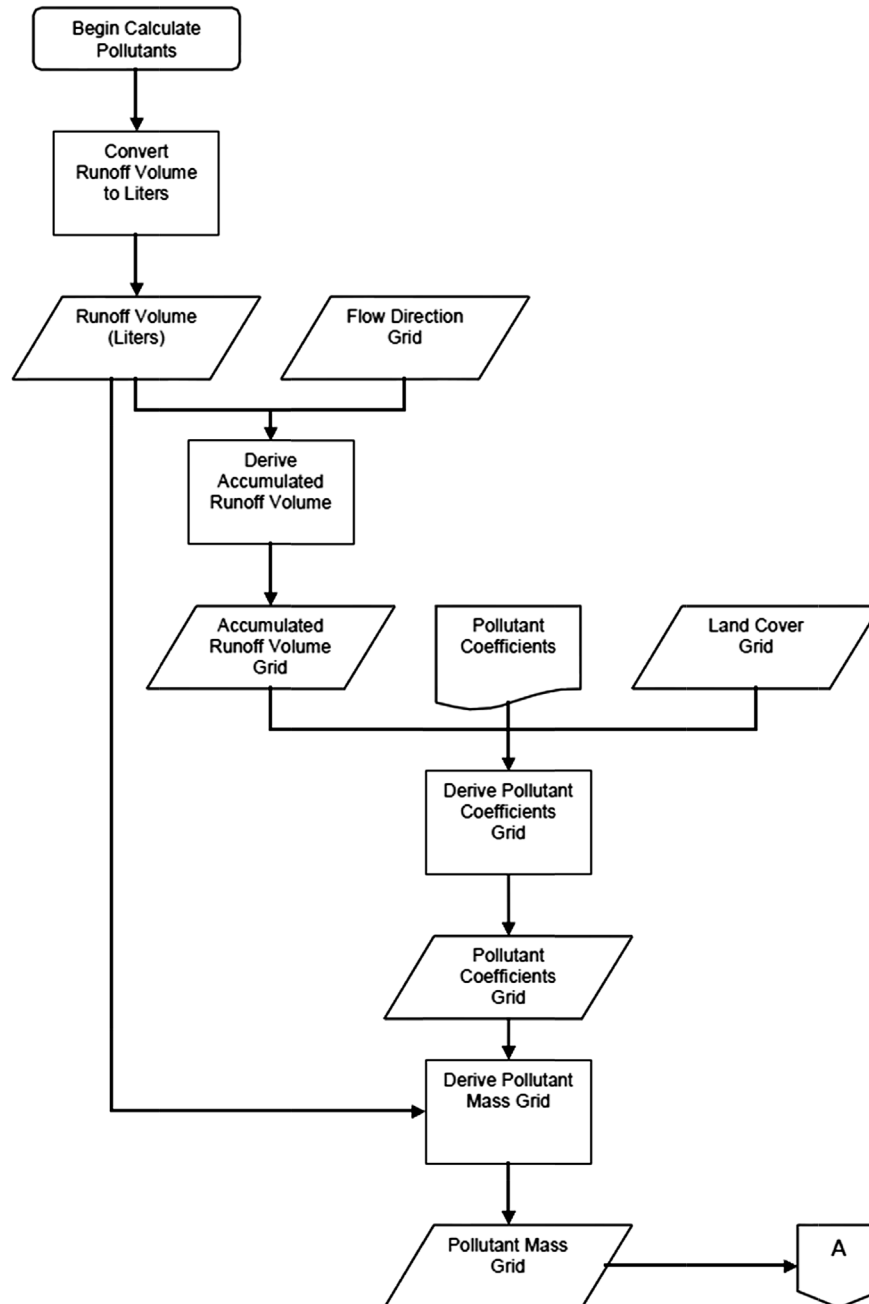 Begin Calculate
Pollutants
Convert
Runoff Volume
to Liters
Runoff Volume
(Liters)
Flow Direction
Grid
Derive
Accumulated
Runoff Volume
Accumulated
Runoff Volume
Grid
Pollutant
Coefficients
Land Cover
Grid
Derive Pollutant
Coefficients
Grid
Pollutant
Coefficients
Grid
Derive Pollutant
Mass Grid
Pollutant Mass
Grid
A